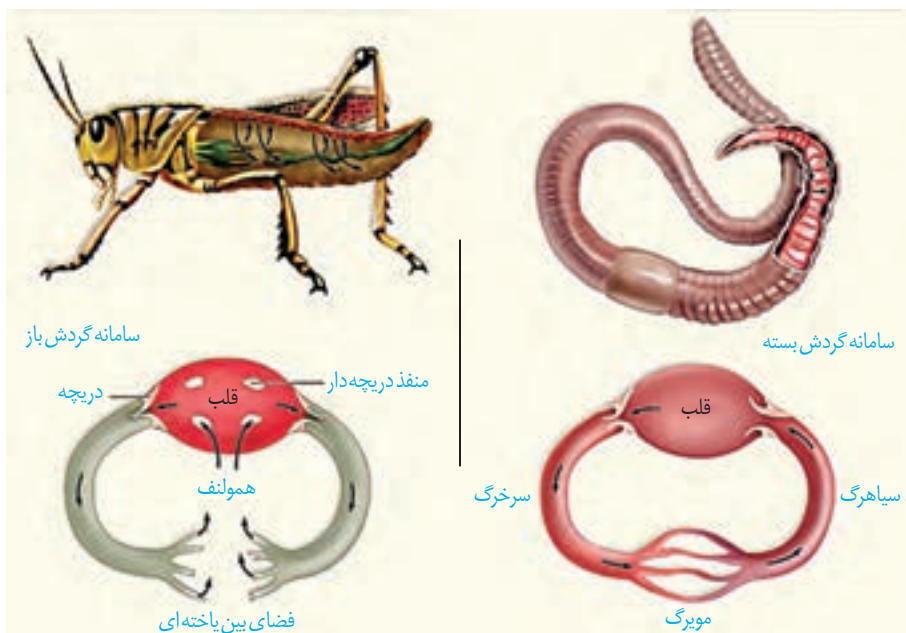 سامانه گردش بسته
قلب
سیاهرگ
سرخرگ
مویرگ
سامانه گردش باز
منفذ دریچه‌دار
دریچه
قلب
همولنف
فضای بین یاخته‌ای